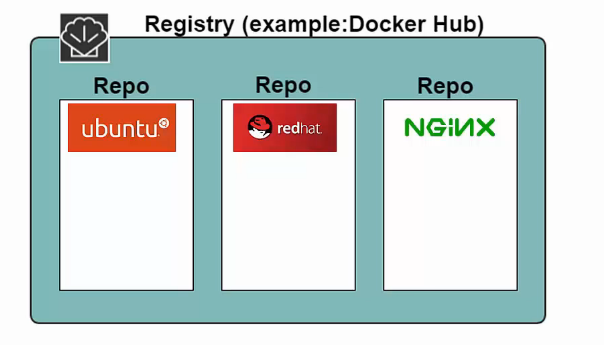 Registry (example:Docker Hub)
Repo
Repo
Repo
ubuntu
redhat.
NGiNX